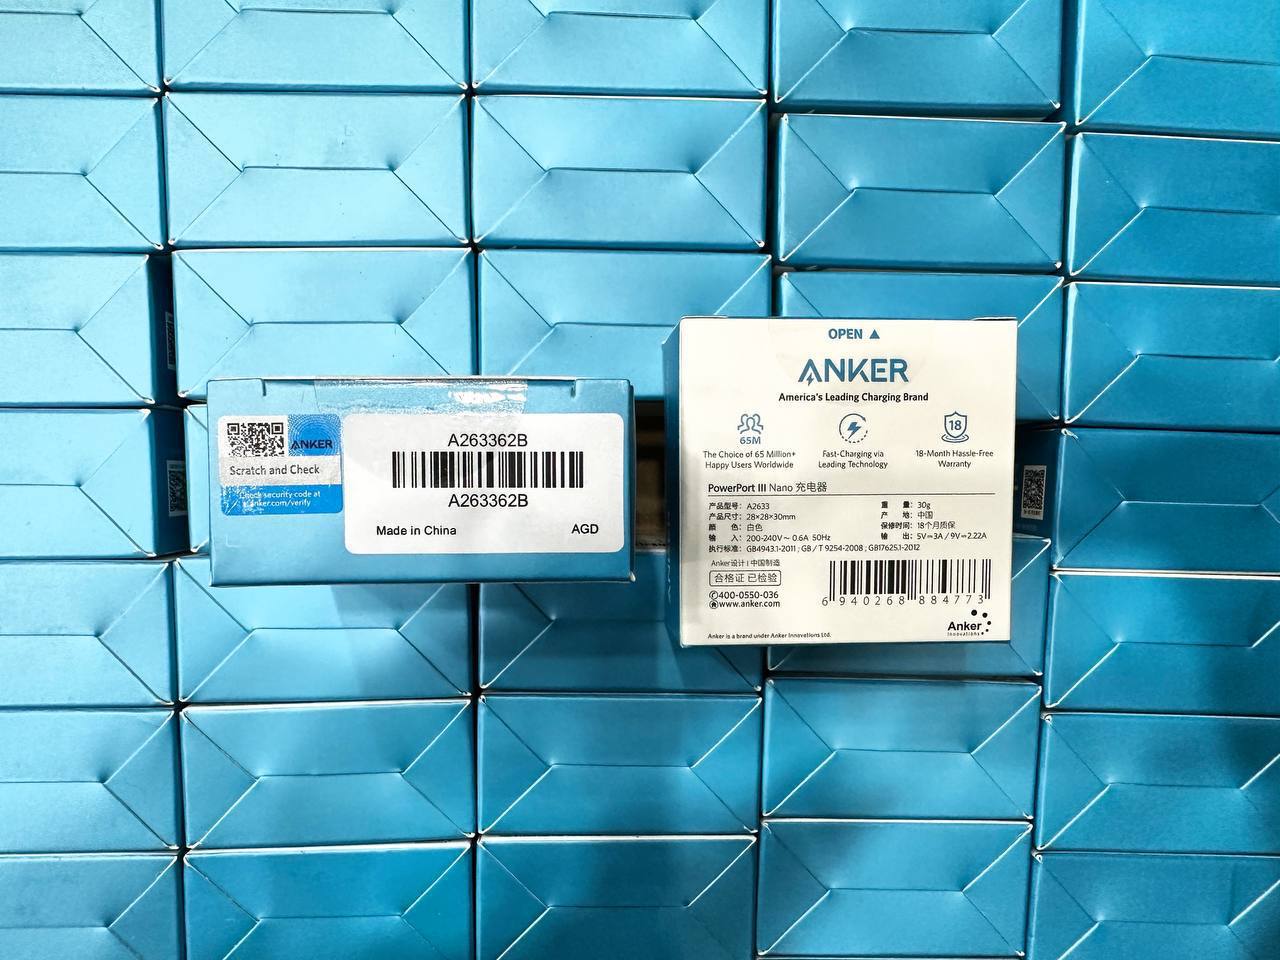 ANKER
Scratch and Check
Check security code at
anker.com/verify
A263362B
A263362B
Made in China
AGD
OPEN ▲
ANKER
America's Leading Charging Brand
65M
The Choice of 65 Million+
Happy Users Worldwide
Fast-Charging via
Leading Technology
18
18-Month Hassle-Free
Warranty
PowerPort III Nano 充电器
产品型号: A2633
产品尺寸: 28×28×30mm
颜 色: 白色
输 入: 200-240V~ 0.6A 50Hz
重 量: 30g
产 地: 中国
保修时间: 18个月质保
输 出: 5V⎓3A / 9V⎓2.22A
执行标准: GB4943.1-2011 ; GB / T 9254-2008 ; GB17625.1-2012
Anker设计 | 中国制造
合格证 已检验
400-0550-036
www.anker.com
6 940268 884773
Anker
Innovations
Anker is a brand under Anker Innovations Ltd.